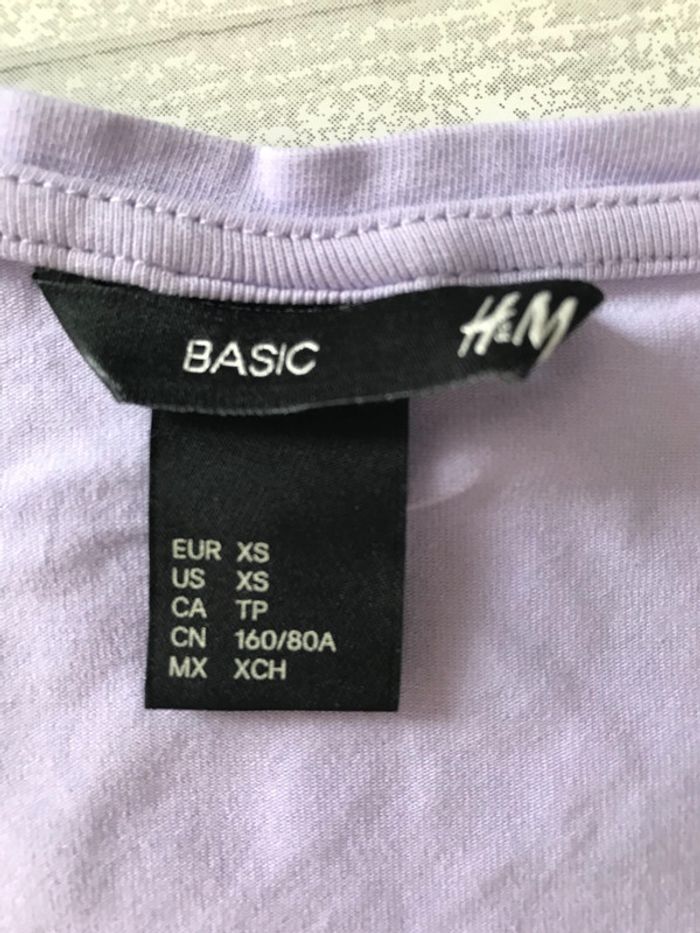 BASIC H&M
EUR XS
US XS
CA TP
CN 160/80A
MX XCH